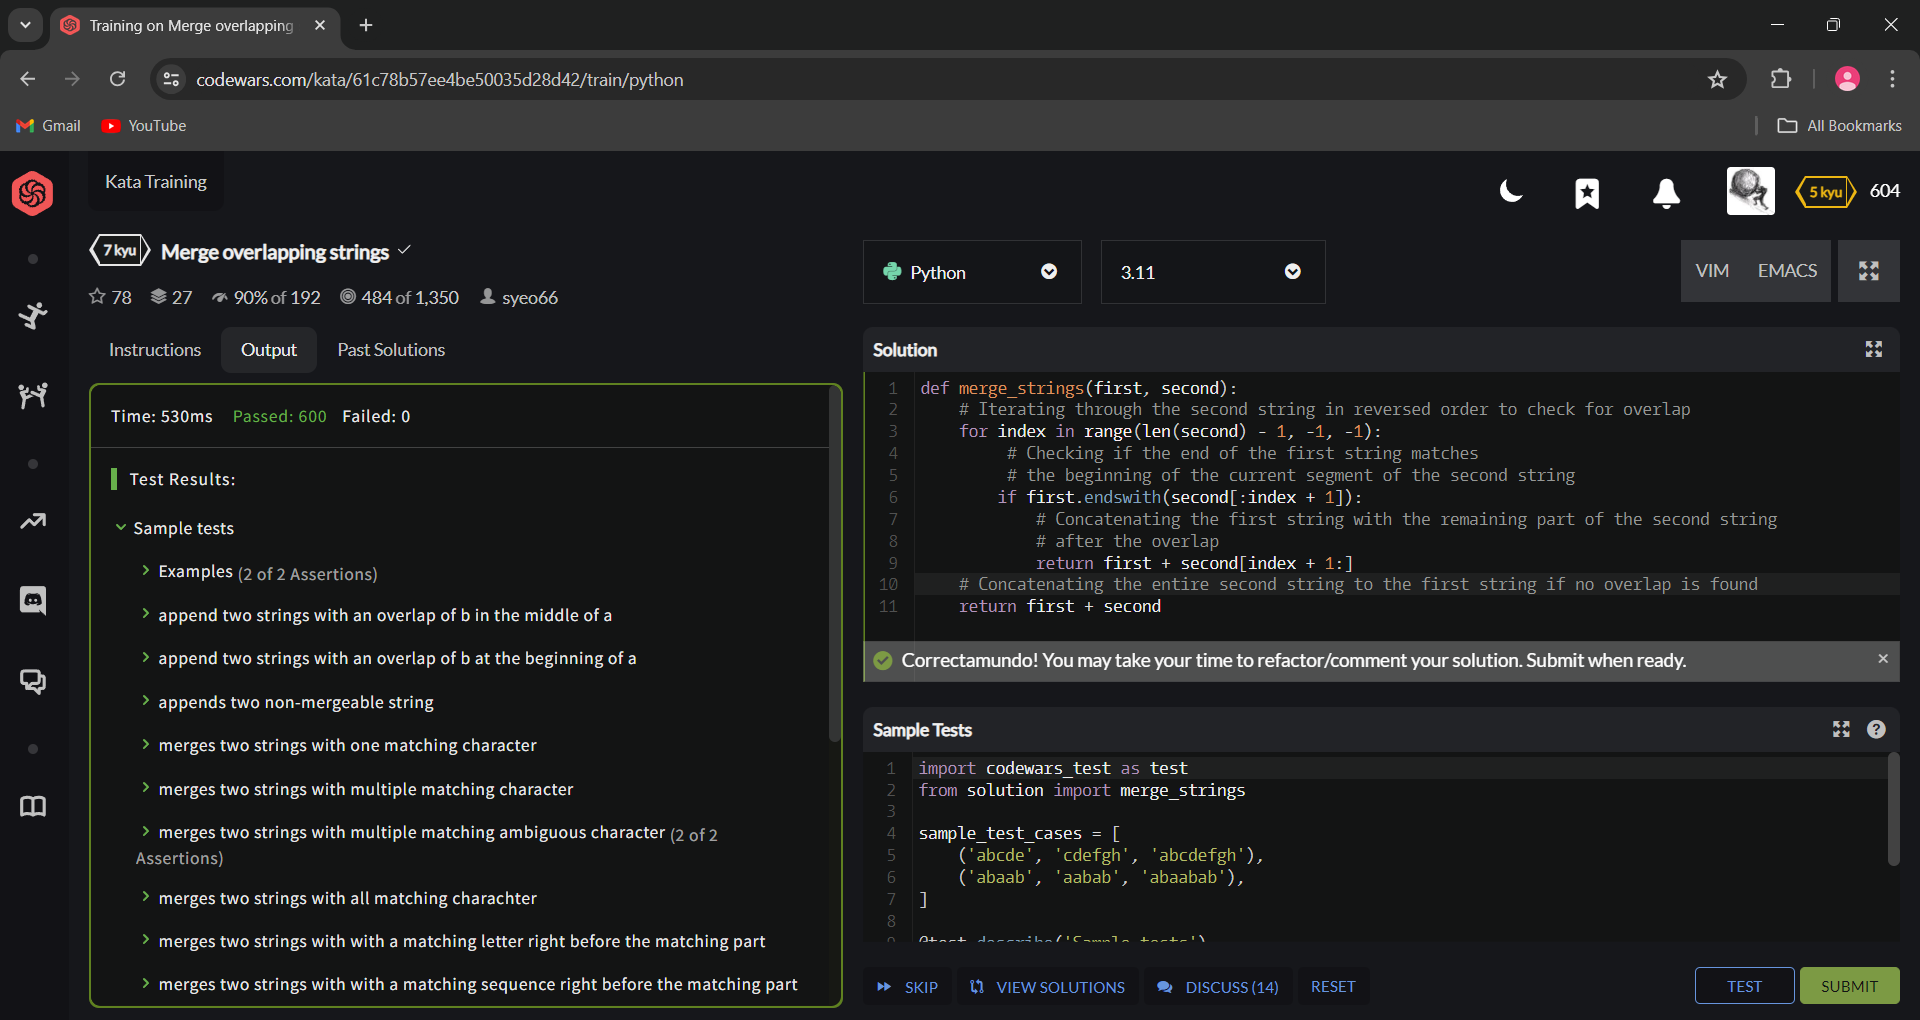 Training on Merge overlapping
codewars.com/kata/61c78b57ee4be50035d28d42/train/python
Gmail
YouTube
All Bookmarks
Kata Training
5 kyu
604
7 kyu
Merge overlapping strings
78
27
90% of 192
484 of 1,350
syeo66
Instructions
Output
Past Solutions
Time: 530ms Passed: 600 Failed: 0
Test Results:
Sample tests
Examples (2 of 2 Assertions)
append two strings with an overlap of b in the middle of a
append two strings with an overlap of b at the beginning of a
appends two non-mergeable string
merges two strings with one matching character
merges two strings with multiple matching character
merges two strings with multiple matching ambiguous character (2 of 2
Assertions)
merges two strings with all matching charachter
merges two strings with with a matching letter right before the matching part
merges two strings with with a matching sequence right before the matching part
Python
3.11
VIM
EMACS
Solution
1 def merge_strings(first, second):
2 # Iterating through the second string in reversed order to check for overlap
3 for index in range(len(second) - 1, -1, -1):
4 # Checking if the end of the first string matches
5 # the beginning of the current segment of the second string
6 if first.endswith(second[:index + 1]):
7 # Concatenating the first string with the remaining part of the second string
8 # after the overlap
9 return first + second[index + 1:]
10 # Concatenating the entire second string to the first string if no overlap is found
11 return first + second
Correctamundo! You may take your time to refactor/comment your solution. Submit when ready.
Sample Tests
1 import codewars_test as test
2 from solution import merge_strings
3
4 sample_test_cases = [
5 ('abcde', 'cdefgh', 'abcdefgh'),
6 ('abaab', 'aabab', 'abaabab'),
7 ]
8
9 @test.describe('Sample tests')
SKIP
VIEW SOLUTIONS
DISCUSS (14)
RESET
TEST
SUBMIT